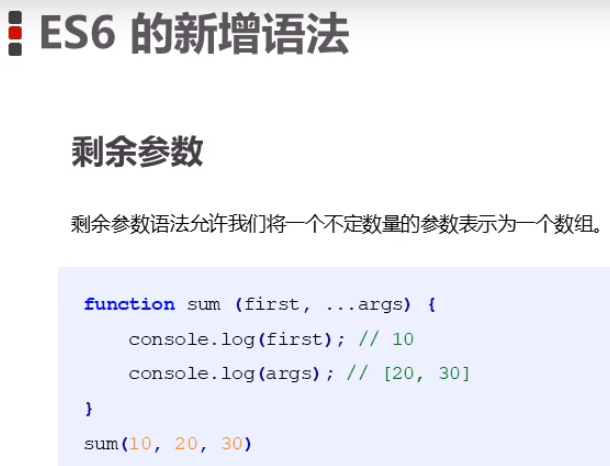 ES6 的新增语法
剩余参数
剩余参数语法允许我们将一个不定数量的参数表示为一个数组。
function sum (first, ...args) {
    console.log(first); // 10
    console.log(args); // [20, 30]
}
sum(10, 20, 30)